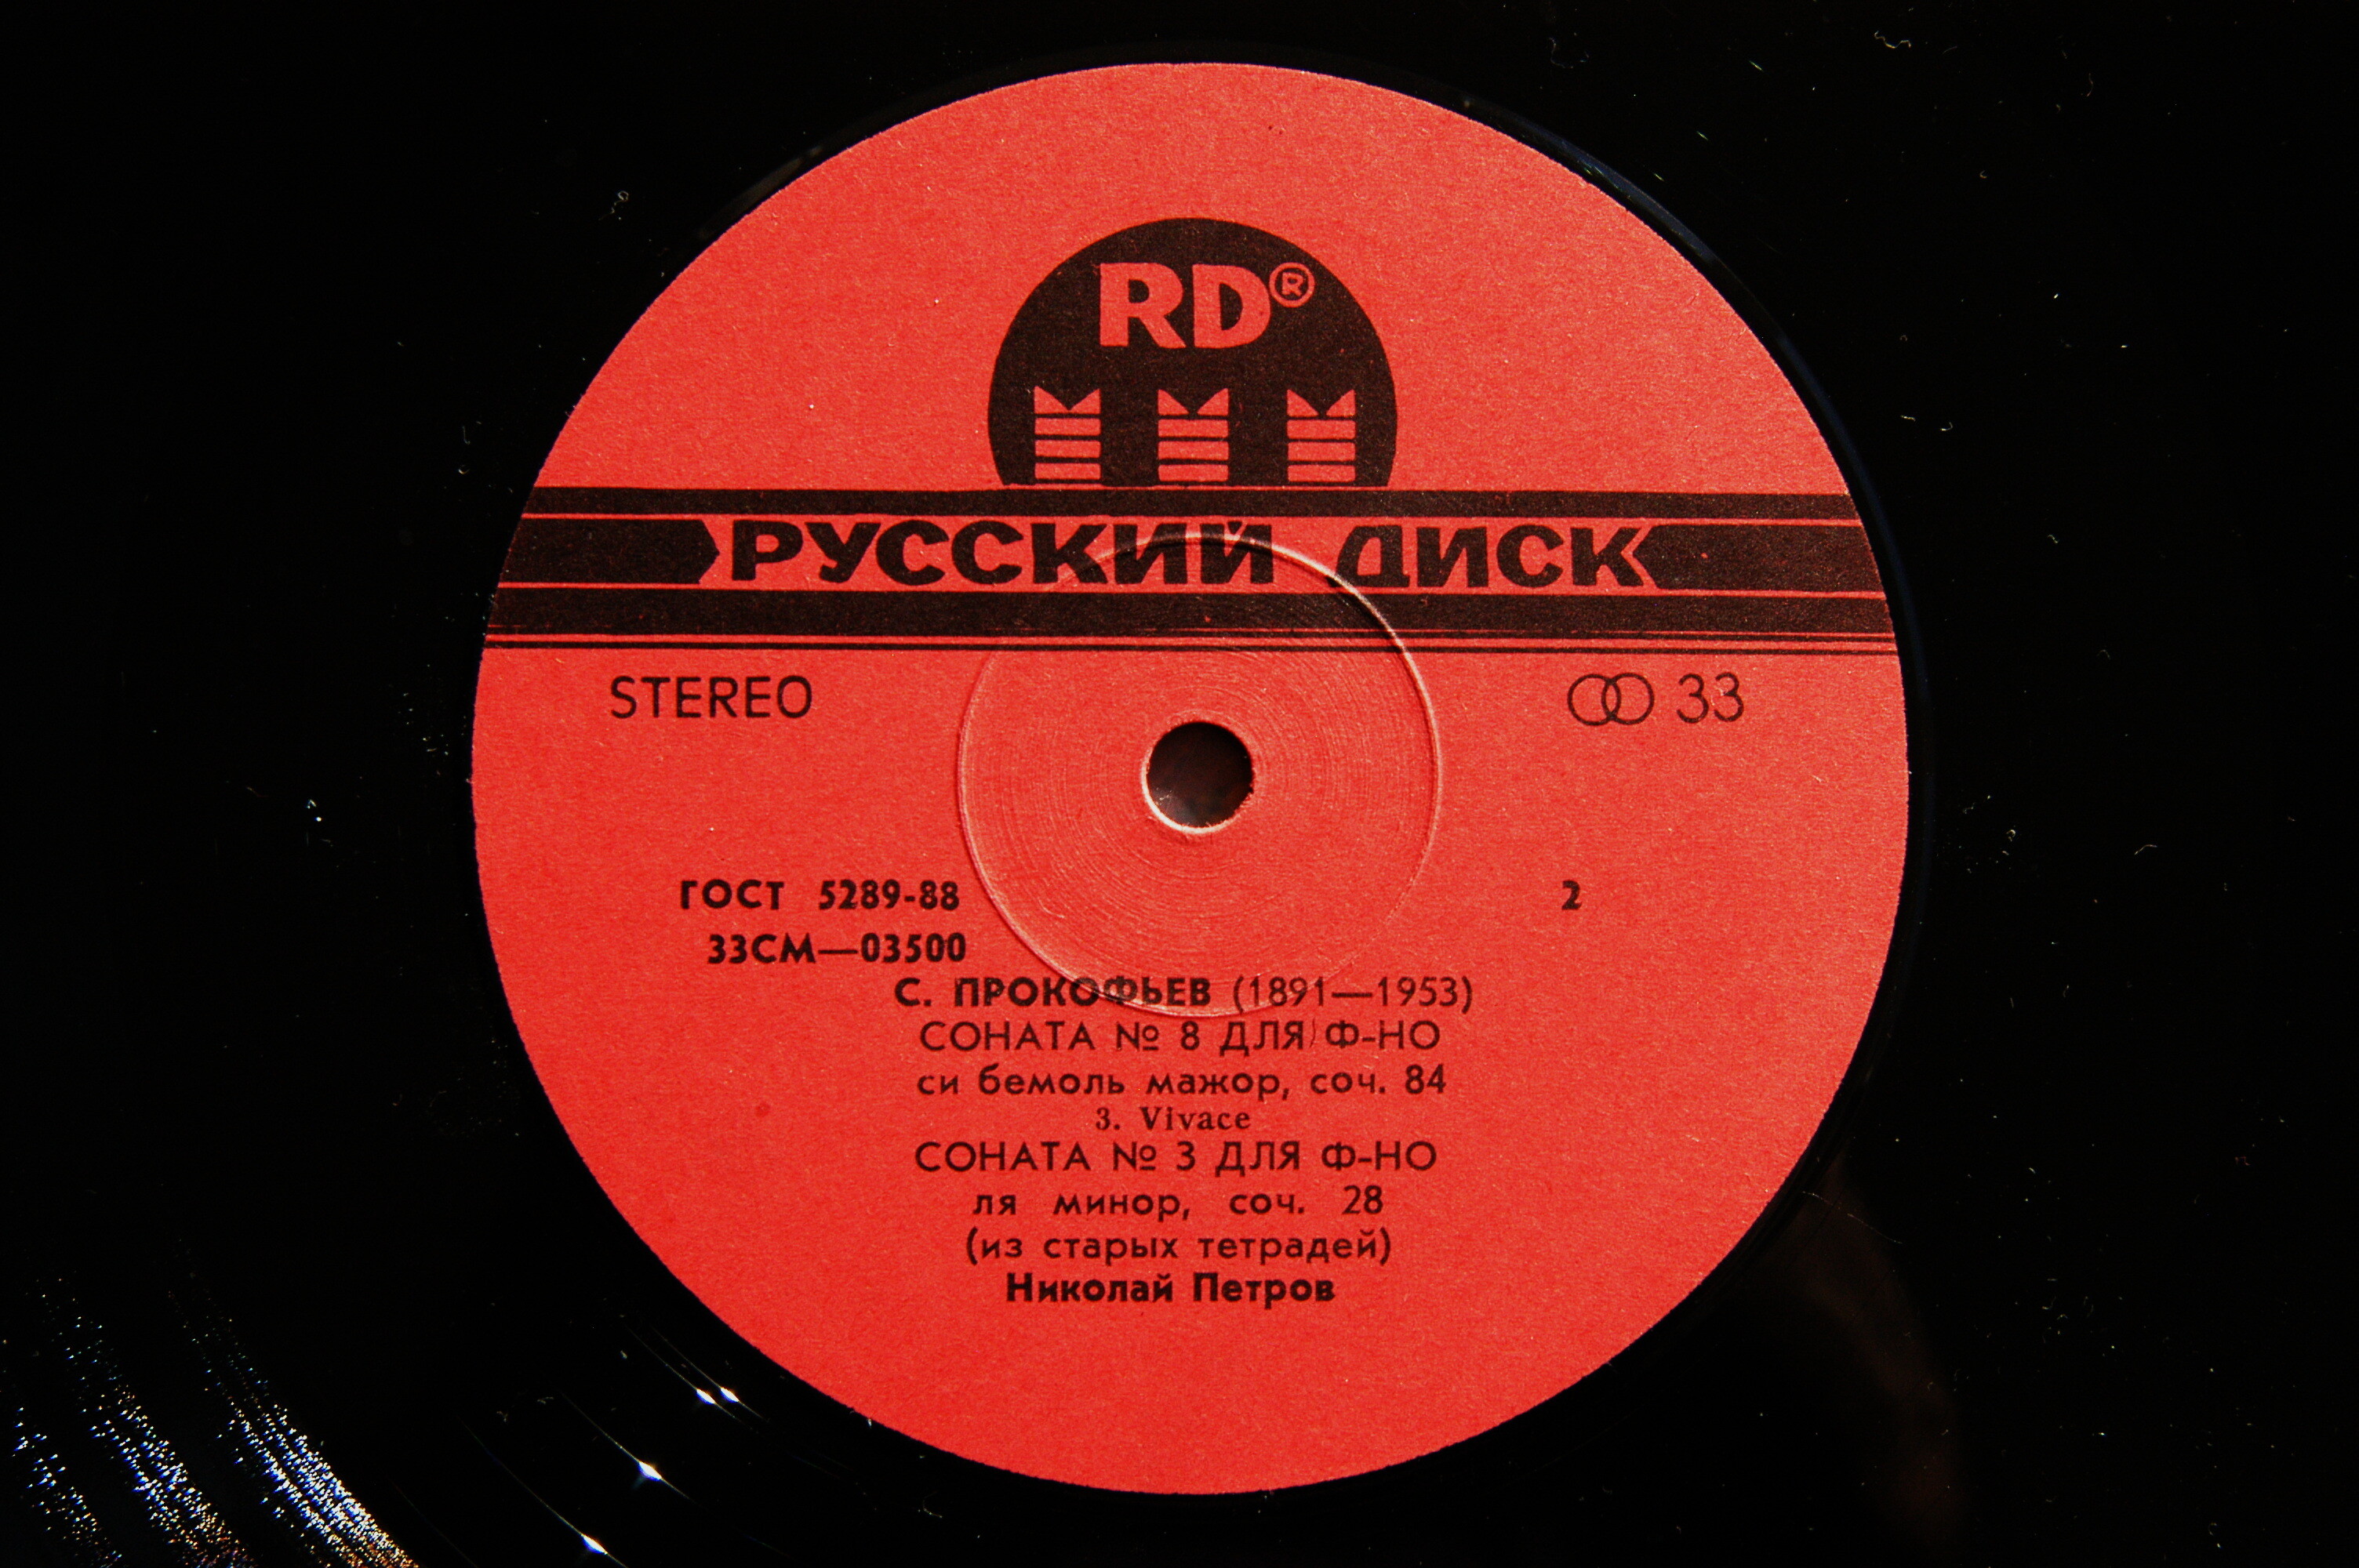 RD®
РУССКИЙ ДИСК
STEREO 33
ГОСТ 5289-88 2
33СМ—03500
С. ПРОКОФЬЕВ (1891—1953)
СОНАТА № 8 ДЛЯ Ф-НО
си бемоль мажор, соч. 84
3. Vivace
СОНАТА № 3 ДЛЯ Ф-НО
ля минор, соч. 28
(из старых тетрадей)
Николай Петров